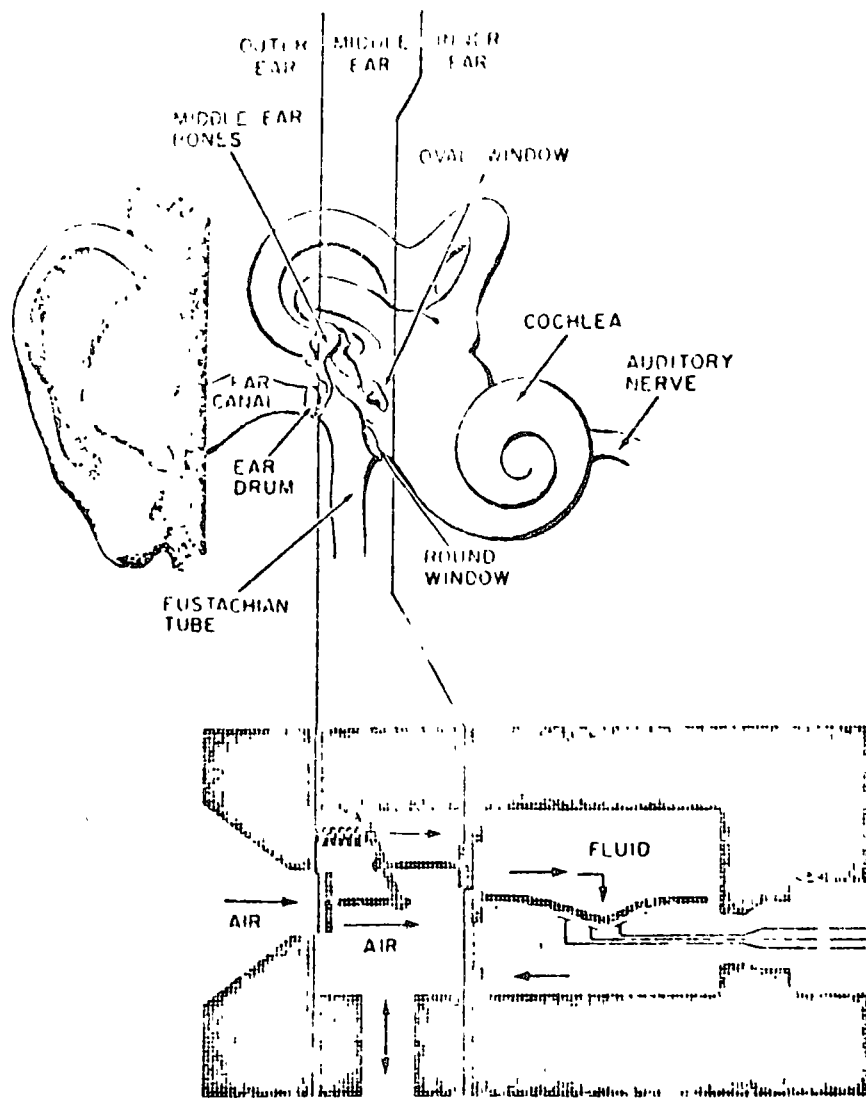 OUTER
EAR
MIDDLE
EAR
INNER
EAR
MIDDLE EAR
BONES
OVAL WINDOW
COCHLEA
AUDITORY
NERVE
EAR
CANAL
EAR
DRUM
ROUND
WINDOW
EUSTACHIAN
TUBE
FLUID
AIR
AIR